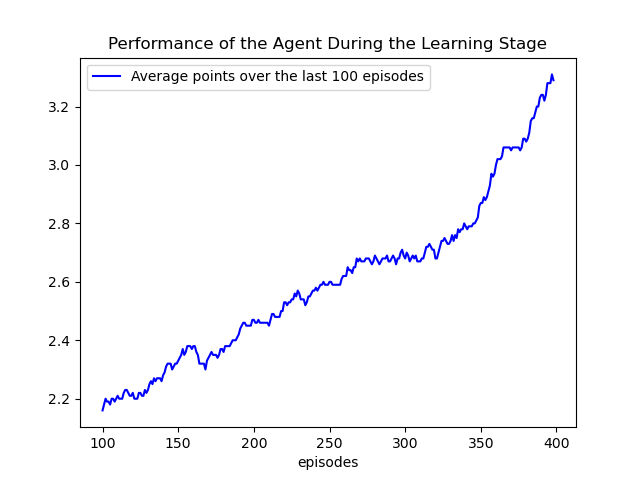 Performance of the Agent During the Learning Stage
Average points over the last 100 episodes
3.2
3.0
2.8
2.6
2.4
2.2
100 150 200 250 300 350 400
episodes